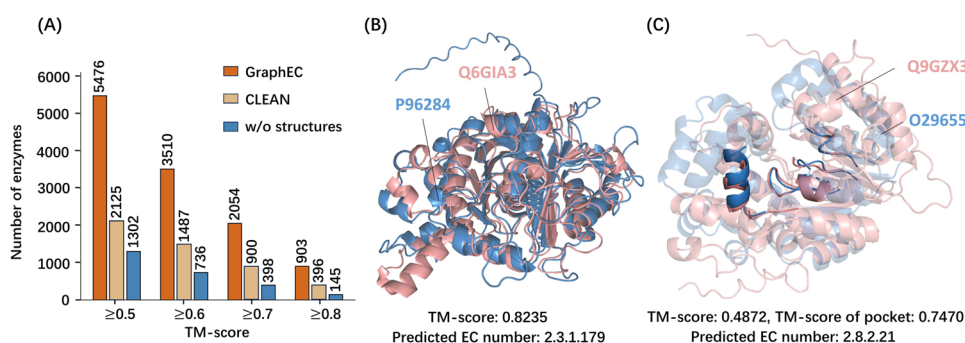 (A)
Number of enzymes
6000
5000
4000
3000
2000
1000
0
GraphEC
CLEAN
w/o structures
5476
2125
1302
3510
1487
736
2054
900
398
903
396
145
≥0.5
≥0.6
≥0.7
≥0.8
TM-score
(B)
Q6GIA3
P96284
TM-score: 0.8235
Predicted EC number: 2.3.1.179
(C)
Q9GZX3
O29655
TM-score: 0.4872, TM-score of pocket: 0.7470
Predicted EC number: 2.8.2.21